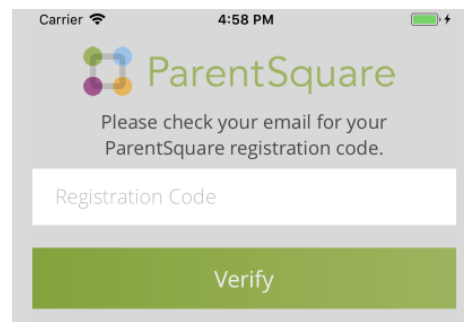 Carrier 4:58 PM
ParentSquare
Please check your email for your
ParentSquare registration code.
Registration Code
Verify